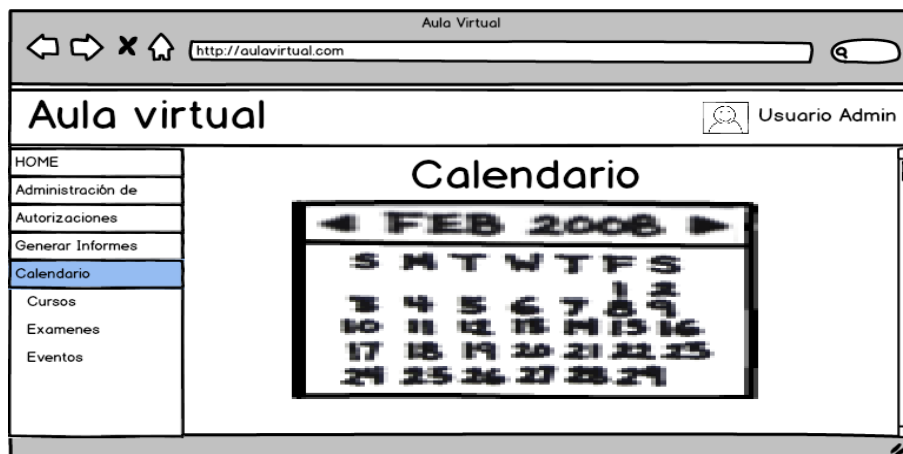 Aula Virtual
http://aulavirtual.com
Aula virtual
Usuario Admin
HOME
Administración de
Autorizaciones
Generar Informes
Calendario
Cursos
Examenes
Eventos
Calendario
FEB 2008
S M T W T F S
1 2
3 4 5 6 7 8 9
10 11 12 13 14 15 16
17 18 19 20 21 22 23
24 25 26 27 28 29